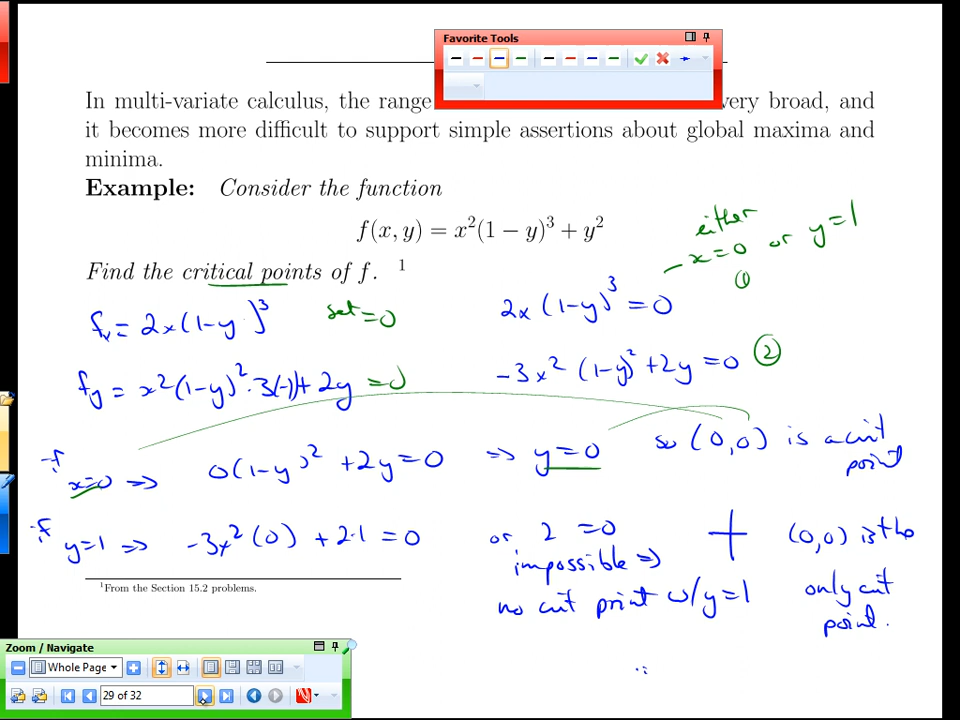 Favorite Tools
In multi-variate calculus, the range very broad, and
it becomes more difficult to support simple assertions about global maxima and
minima.
Example: Consider the function
f(x, y) = x²(1 − y)³ + y²
either
x=0 or y=1
①
Find the critical points of f. ¹
fx = 2x(1-y)³ set =0
2x(1-y)³ = 0
fy = x²(1-y)²·3(-1)+2y =0
-3x²(1-y)²+2y=0 ②
if x=0 => 0(1-y)²+2y=0 => y=0 so (0,0) is a crit
point
if y=1 => -3x²(0)+2·1=0 or 2=0
impossible =>
no crit point w/y=1
(0,0) is the
only crit
point.
¹From the Section 15.2 problems.
Zoom / Navigate
Whole Page
29 of 32